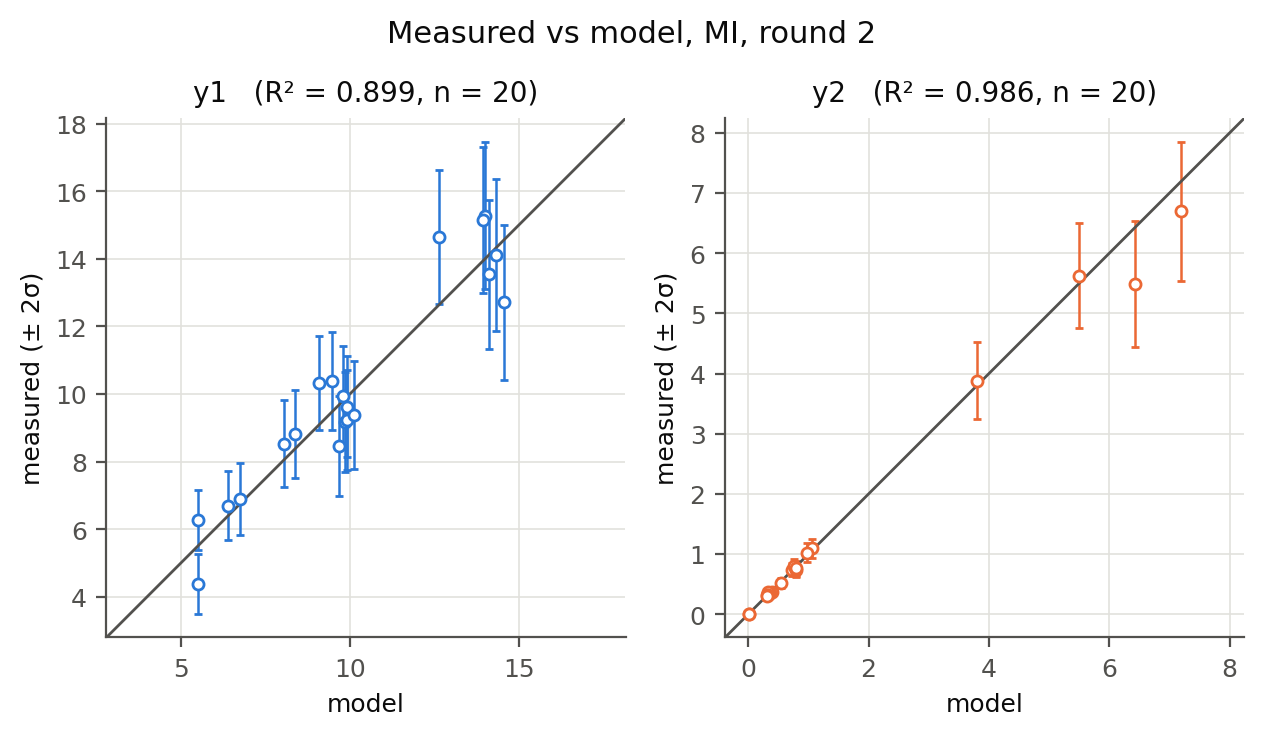 Measured vs model, MI, round 2
y1   (R² = 0.899, n = 20)
measured (± 2σ)
18
16
14
12
10
8
6
4
5 10 15
model
y2   (R² = 0.986, n = 20)
measured (± 2σ)
8
7
6
5
4
3
2
1
0
0 2 4 6 8
model